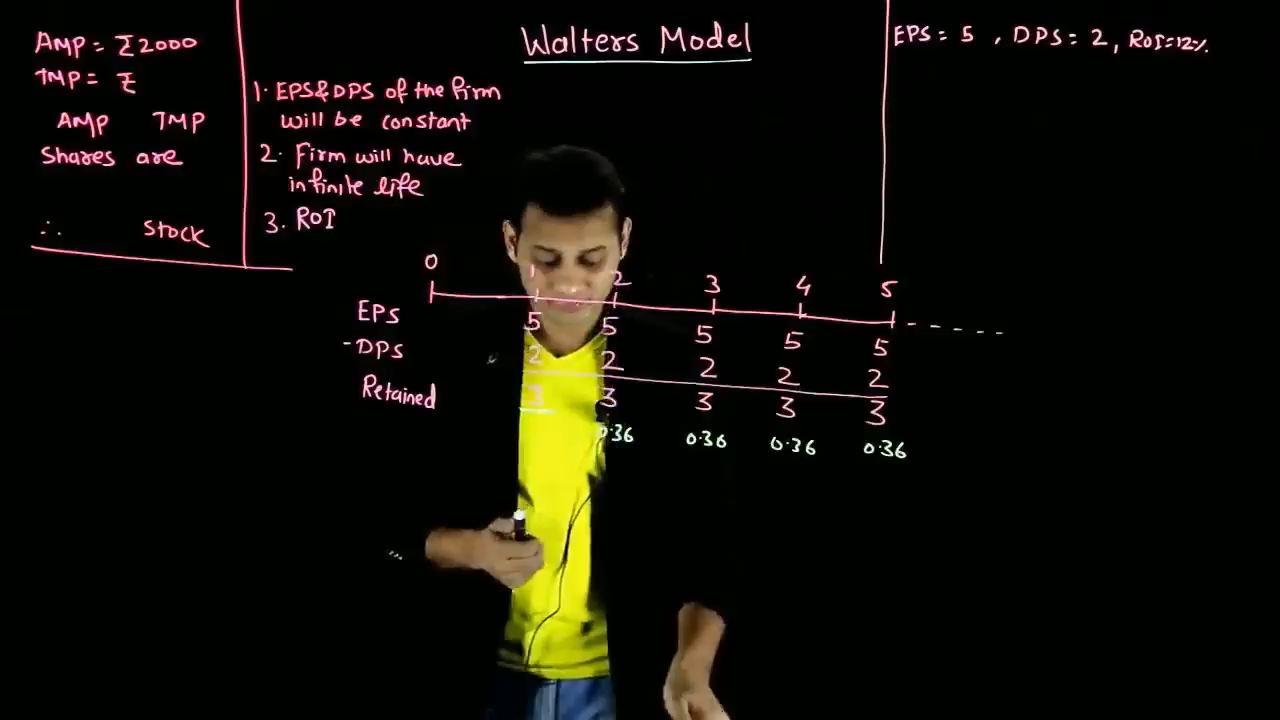 AMP = ₹2000
TMP = ₹
AMP TMP
Shares are
∴ Stock
Walters Model
1. EPS&DPS of the firm
will be constant
2. Firm will have
infinite life
3. ROI
EPS = 5 , DPS = 2, ROI=12%.
0 1 2 3 4 5 -----
EPS 5 5 5 5 5
-DPS 2 2 2 2 2
Retained 3 3 3 3 3
0.36 0.36 0.36 0.36